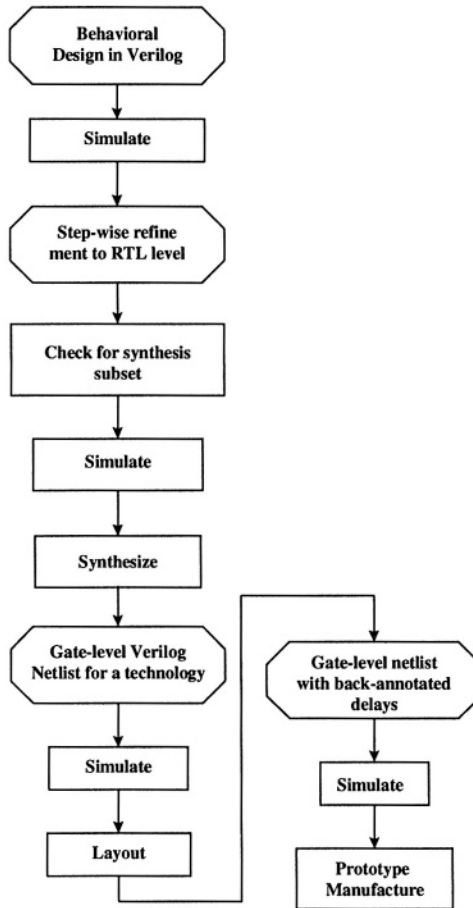 Behavioral
Design in Verilog
Simulate
Step-wise refine
ment to RTL level
Check for synthesis
subset
Simulate
Synthesize
Gate-level Verilog
Netlist for a technology
Simulate
Layout
Gate-level netlist
with back-annotated
delays
Simulate
Prototype
Manufacture